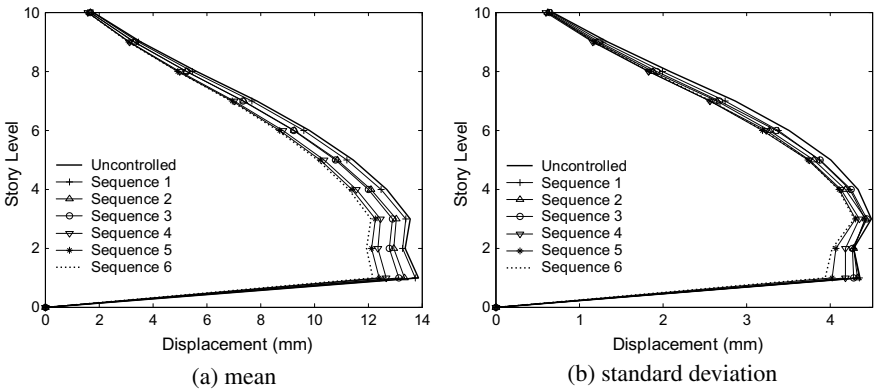 10
8
6
4
2
0
Story Level
Uncontrolled
Sequence 1
Sequence 2
Sequence 3
Sequence 4
Sequence 5
Sequence 6
0 2 4 6 8 10 12 14
Displacement (mm)
(a) mean
10
8
6
4
2
0
Story Level
Uncontrolled
Sequence 1
Sequence 2
Sequence 3
Sequence 4
Sequence 5
Sequence 6
0 1 2 3 4
Displacement (mm)
(b) standard deviation